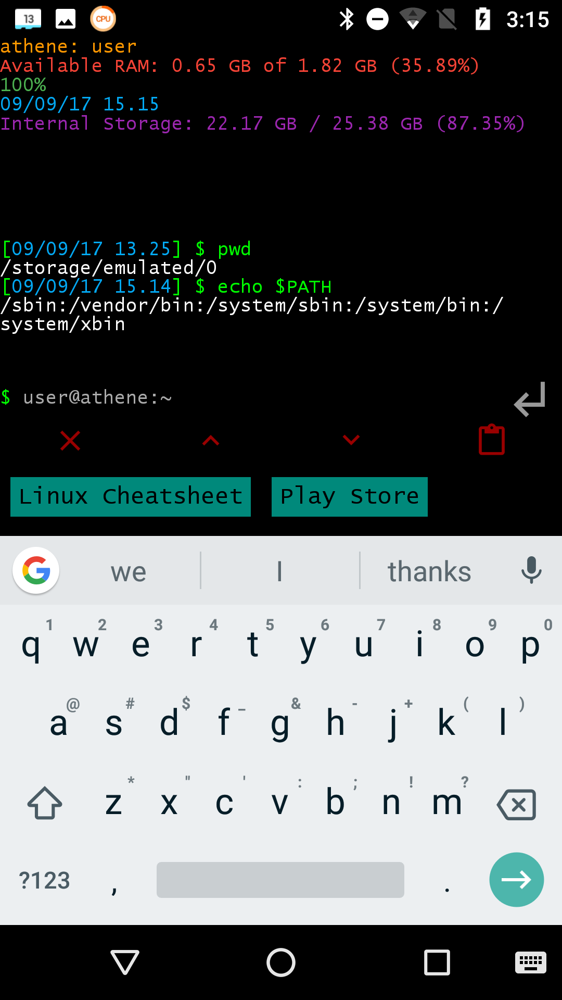 13 CPU 3:15
athene: user
Available RAM: 0.65 GB of 1.82 GB (35.89%)
100%
09/09/17 15.15
Internal Storage: 22.17 GB / 25.38 GB (87.35%)
[09/09/17 13.25] $ pwd
/storage/emulated/0
[09/09/17 15.14] $ echo $PATH
/sbin:/vendor/bin:/system/sbin:/system/bin:/
system/xbin
$ user@athene:~
Linux Cheatsheet Play Store
we I thanks
1 2 3 4 5 6 7 8 9 0
q w e r t y u i o p
@ # $ _ & - + ( )
a s d f g h j k l
* " ' : ; ! ?
z x c v b n m
?123 , .